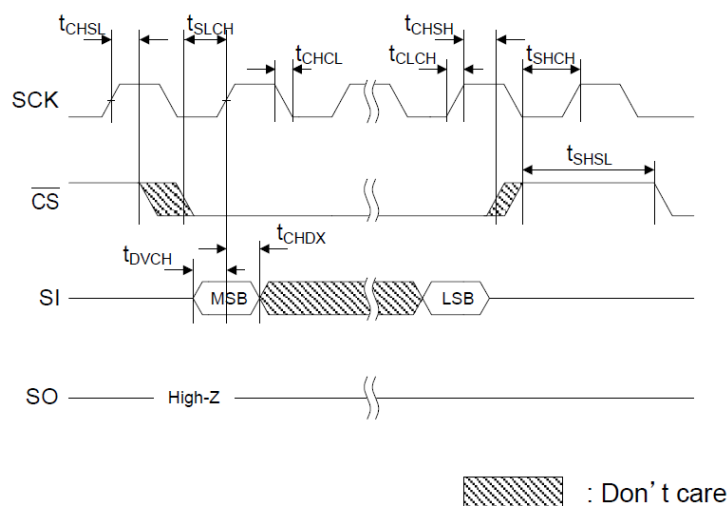 tCHSL
tSLCH
tCHSH
tCHCL
tCLCH
tSHCH
SCK
tSHSL
CS
tCHDX
tDVCH
SI
MSB
LSB
SO
High-Z
: Don't care